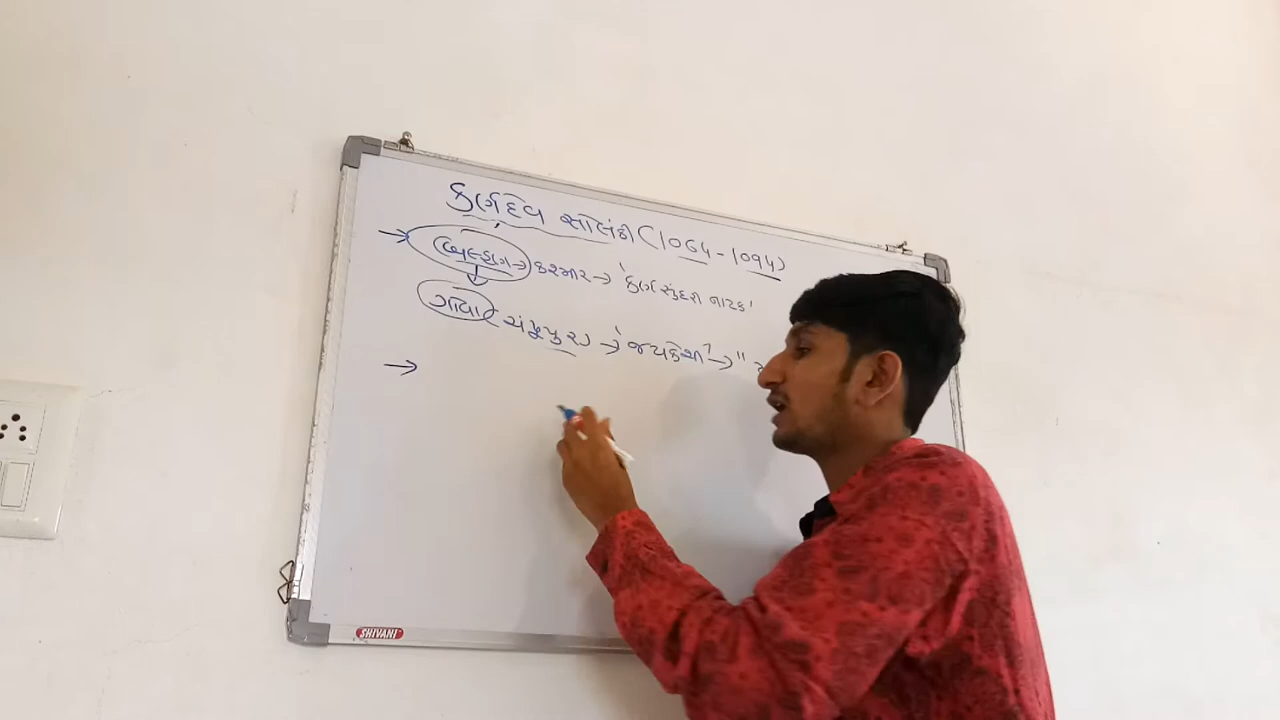 કર્ણદેવ સોલંકી (1064 - 1094)
→ બિલ્હણ → કશ્મીર → 'કર્ણસુંદરી નાટક'
ગોવા ( ચંદ્રપુર ) → 'જયકેશી' → "
→
SHIVANI